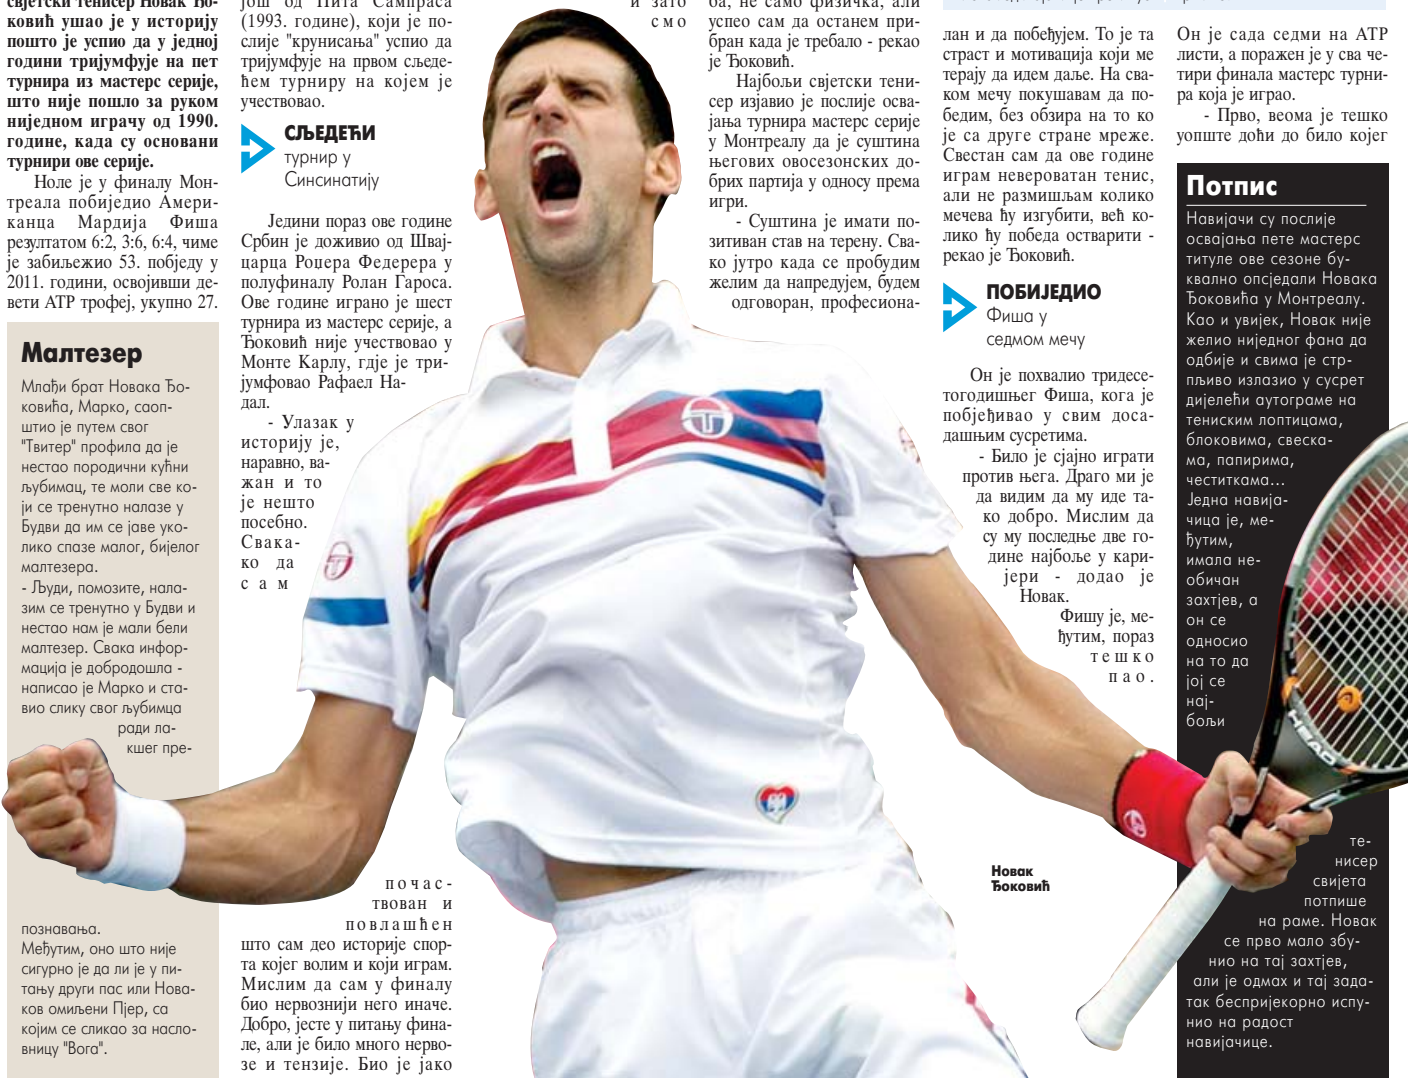 свјетски тенисер Новак Ђо-
ковић ушао је у историју
пошто је успио да у једној
години тријумфује на пет
турнира из мастерс серије,
што није пошло за руком
ниједном играчу од 1990.
године, када су основани
турнири ове серије.
Ноле је у финалу Мон-
треала побиједио Амери-
канца Мардија Фиша
резултатом 6:2, 3:6, 6:4, чиме
је забиљежио 53. побједу у
2011. години, освојивши де-
вети АТР трофеј, укупно 27.
Малтезер
Млађи брат Новака Ђо-
ковића, Марко, саоп-
штио је путем свог
"Твитер" профила да је
нестао породични кућни
љубимац, те моли све ко-
ји се тренутно налазе у
Будви да им се јаве уко-
лико спазе малог, бијелог
малтезера.
- Људи, помозите, нала-
зим се тренутно у Будви и
нестао нам је мали бели
малтезер. Свака инфор-
мација је добродошла -
написао је Марко и ста-
вио слику свог љубимца
ради ла-
кшег пре-
познавања.
Међутим, оно што није
сигурно је да ли је у пи-
тању други пас или Нова-
ков омиљени Пјер, са
којим се сликао за насло-
вницу "Вога".
још од Пита Сампраса
(1993. године), који је по-
слије "крунисања" успио да
тријумфује на првом сљеде-
ћем турниру на којем је
учествовао.
СЉЕДЕЋИ
турнир у
Синсинатију
Једини пораз ове године
Србин је доживио од Швај-
царца Роџера Федерера у
полуфиналу Ролан Гароса.
Ове године играно је шест
турнира из мастерс серије, а
Ђоковић није учествовао у
Монте Карлу, гдје је три-
јумфовао Рафаел На-
дал.
- Улазак у
историју је,
наравно, ва-
жан и то
је нешто
посебно.
Свака-
ко да
сам
почас-
твован и
повлашћен
што сам део историје спор-
та којег волим и који играм.
Мислим да сам у финалу
био нервознији него иначе.
Добро, јесте у питању фина-
ле, али је било много нерво-
зе и тензије. Био је јако
и зато
смо
ба, не само физичка, али
успео сам да останем при-
бран када је требало - рекао
је Ђоковић.
Најбољи свјетски тени-
сер изјавио је послије осва-
јања турнира мастерс серије
у Монтреалу да је суштина
његових овосезонских до-
брих партија у односу према
игри.
- Суштина је имати по-
зитиван став на терену. Сва-
ко јутро када се пробудим
желим да напредујем, будем
одговоран, професиона-
лан и да побеђујем. То је та
страст и мотивација који ме
терају да идем даље. На сва-
ком мечу покушавам да по-
бедим, без обзира на то ко
је са друге стране мреже.
Свестан сам да ове године
играм невероватан тенис,
али не размишљам колико
мечева ћу изгубити, већ ко-
лико ћу победа остварити -
рекао је Ђоковић.
ПОБИЈЕДИО
Фиша у
седмом мечу
Он је похвалио тридесе-
тогодишњег Фиша, кога је
побјеђивао у свим доса-
дашњим сусретима.
- Било је сјајно играти
против њега. Драго ми је
да видим да му иде та-
ко добро. Мислим да
су му последње две го-
дине најбоље у кари-
јери - додао је
Новак.
Фишу је, ме-
ђутим, пораз
тешко
пао.
Новак
Ђоковић
Он је сада седми на АТР
листи, а поражен је у сва че-
тири финала мастерс турни-
ра која је играо.
- Прво, веома је тешко
уопште доћи до било којег
Потпис
Навијачи су послије
освајања пете мастерс
титуле ове сезоне бу-
квално опсједали Новака
Ђоковића у Монтреалу.
Као и увијек, Новак није
желио ниједног фана да
одбије и свима је стр-
пљиво излазио у сусрет
дијелећи аутограме на
тениским лоптицама,
блоковима, свеска-
ма, папирима,
честиткама...
Једна навија-
чица је, ме-
ђутим,
имала не-
обичан
захтјев, а
он се
односио
на то да
јој се
нај-
бољи
те-
нисер
свијета
потпише
на раме. Новак
се прво мало збу-
нио на тај захтјев,
али је одмах и тај зада-
так беспријекорно испу-
нио на радост
навијачице.
HEAD